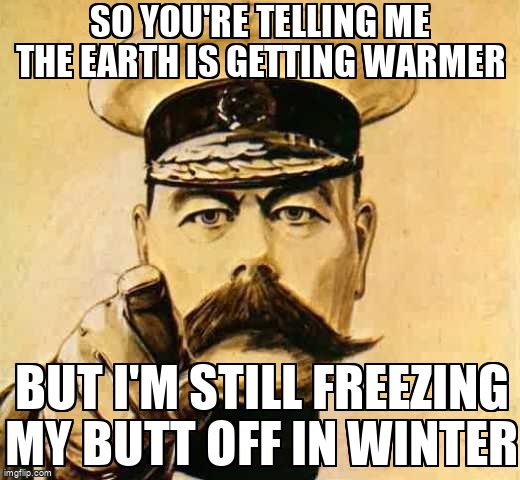 SO YOU'RE TELLING ME
THE EARTH IS GETTING WARMER
BUT I'M STILL FREEZING
MY BUTT OFF IN WINTER
imgflip.com